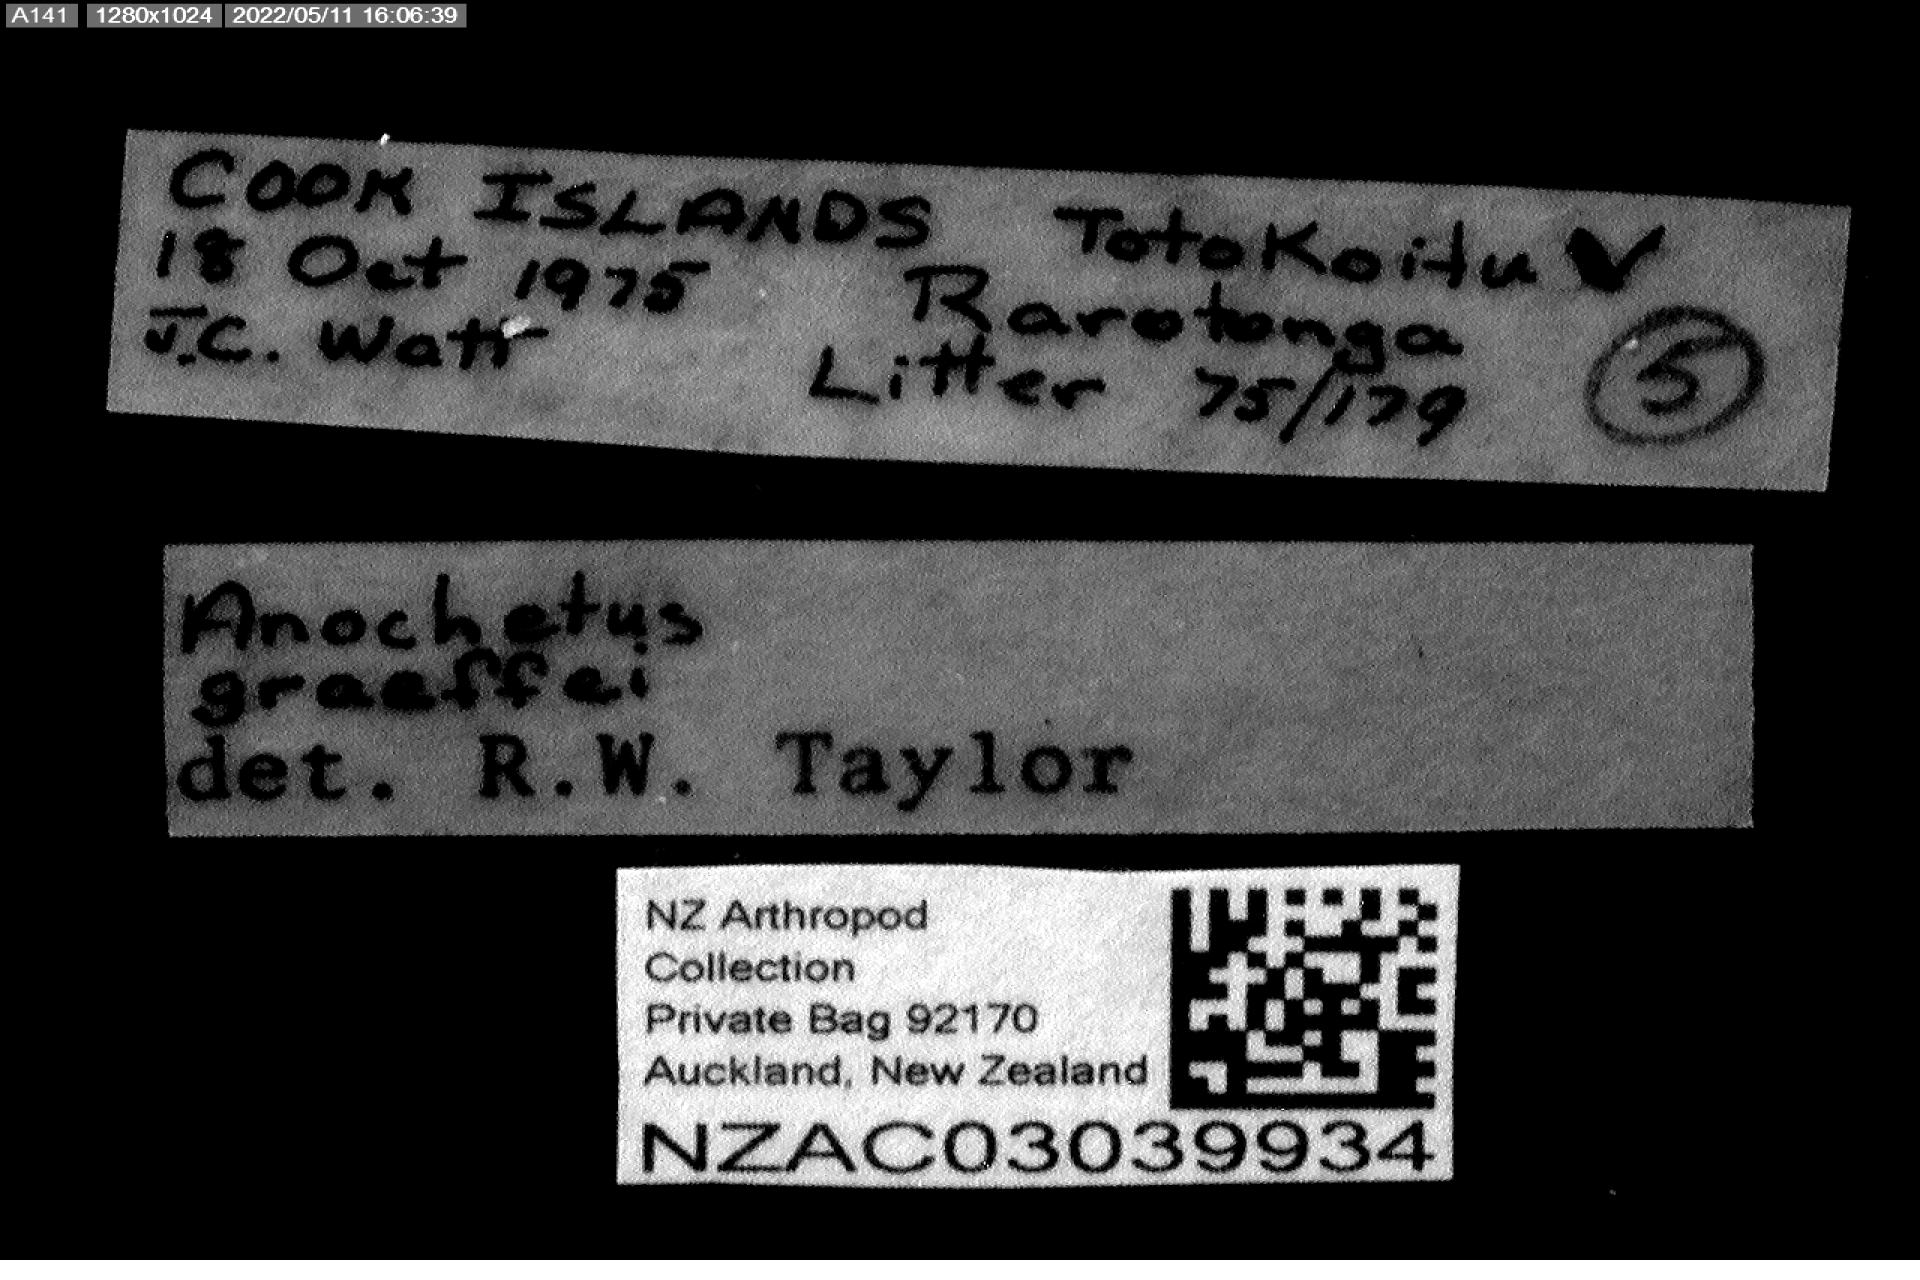 A141 1280x1024 2022/05/11 16:06:39
COOK ISLANDS Totokoitu
18 Oct 1975 Rarotonga
J.C. Watt Litter 75/179 5
Anochetus
graeffei
det. R.W. Taylor
NZ Arthropod
Collection
Private Bag 92170
Auckland, New Zealand
NZAC03039934